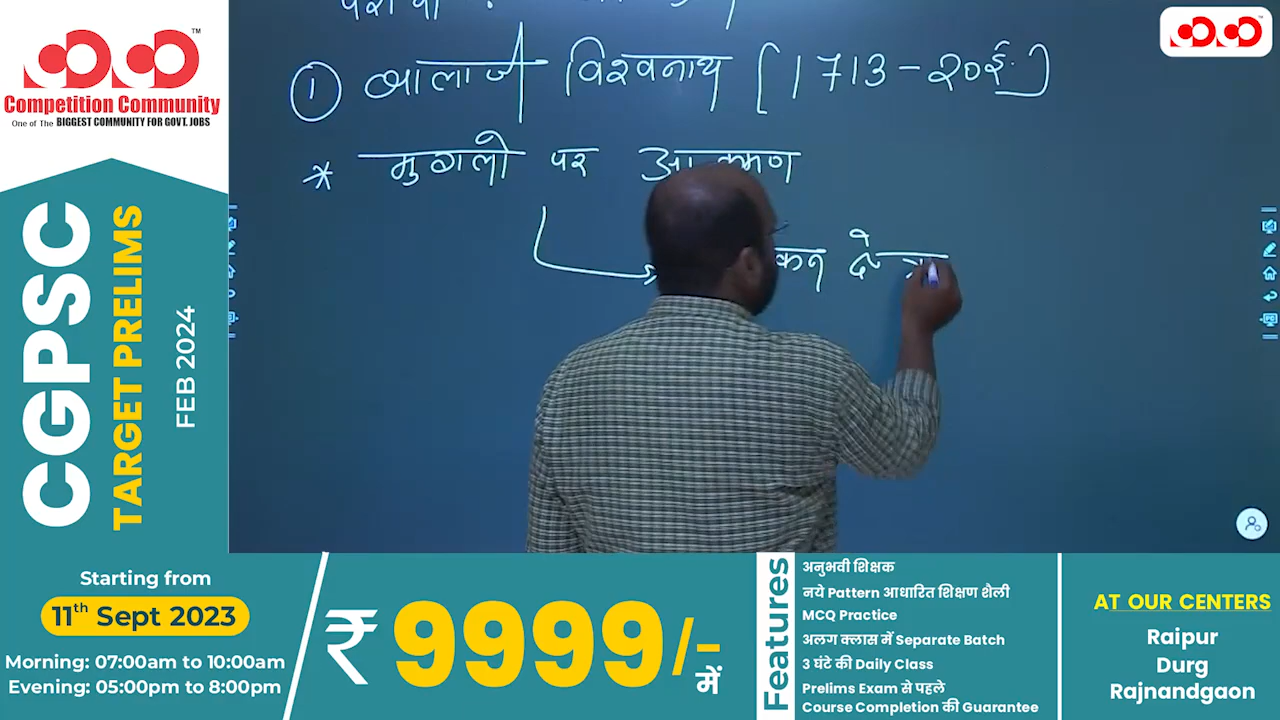 ① बालाजी विश्वनाथ [1713-20ई.]
* मुगलो पर आक्रमण
Competition Community
One of The BIGGEST COMMUNITY FOR GOVT. JOBS
TM
CGPSC
TARGET PRELIMS
FEB 2024
Starting from
11th Sept 2023
Morning: 07:00am to 10:00am
Evening: 05:00pm to 8:00pm
₹ 9999/- में
Features
अनुभवी शिक्षक
नये Pattern आधारित शिक्षण शैली
MCQ Practice
अलग क्लास में Separate Batch
3 घंटे की Daily Class
Prelims Exam से पहले
Course Completion की Guarantee
AT OUR CENTERS
Raipur
Durg
Rajnandgaon